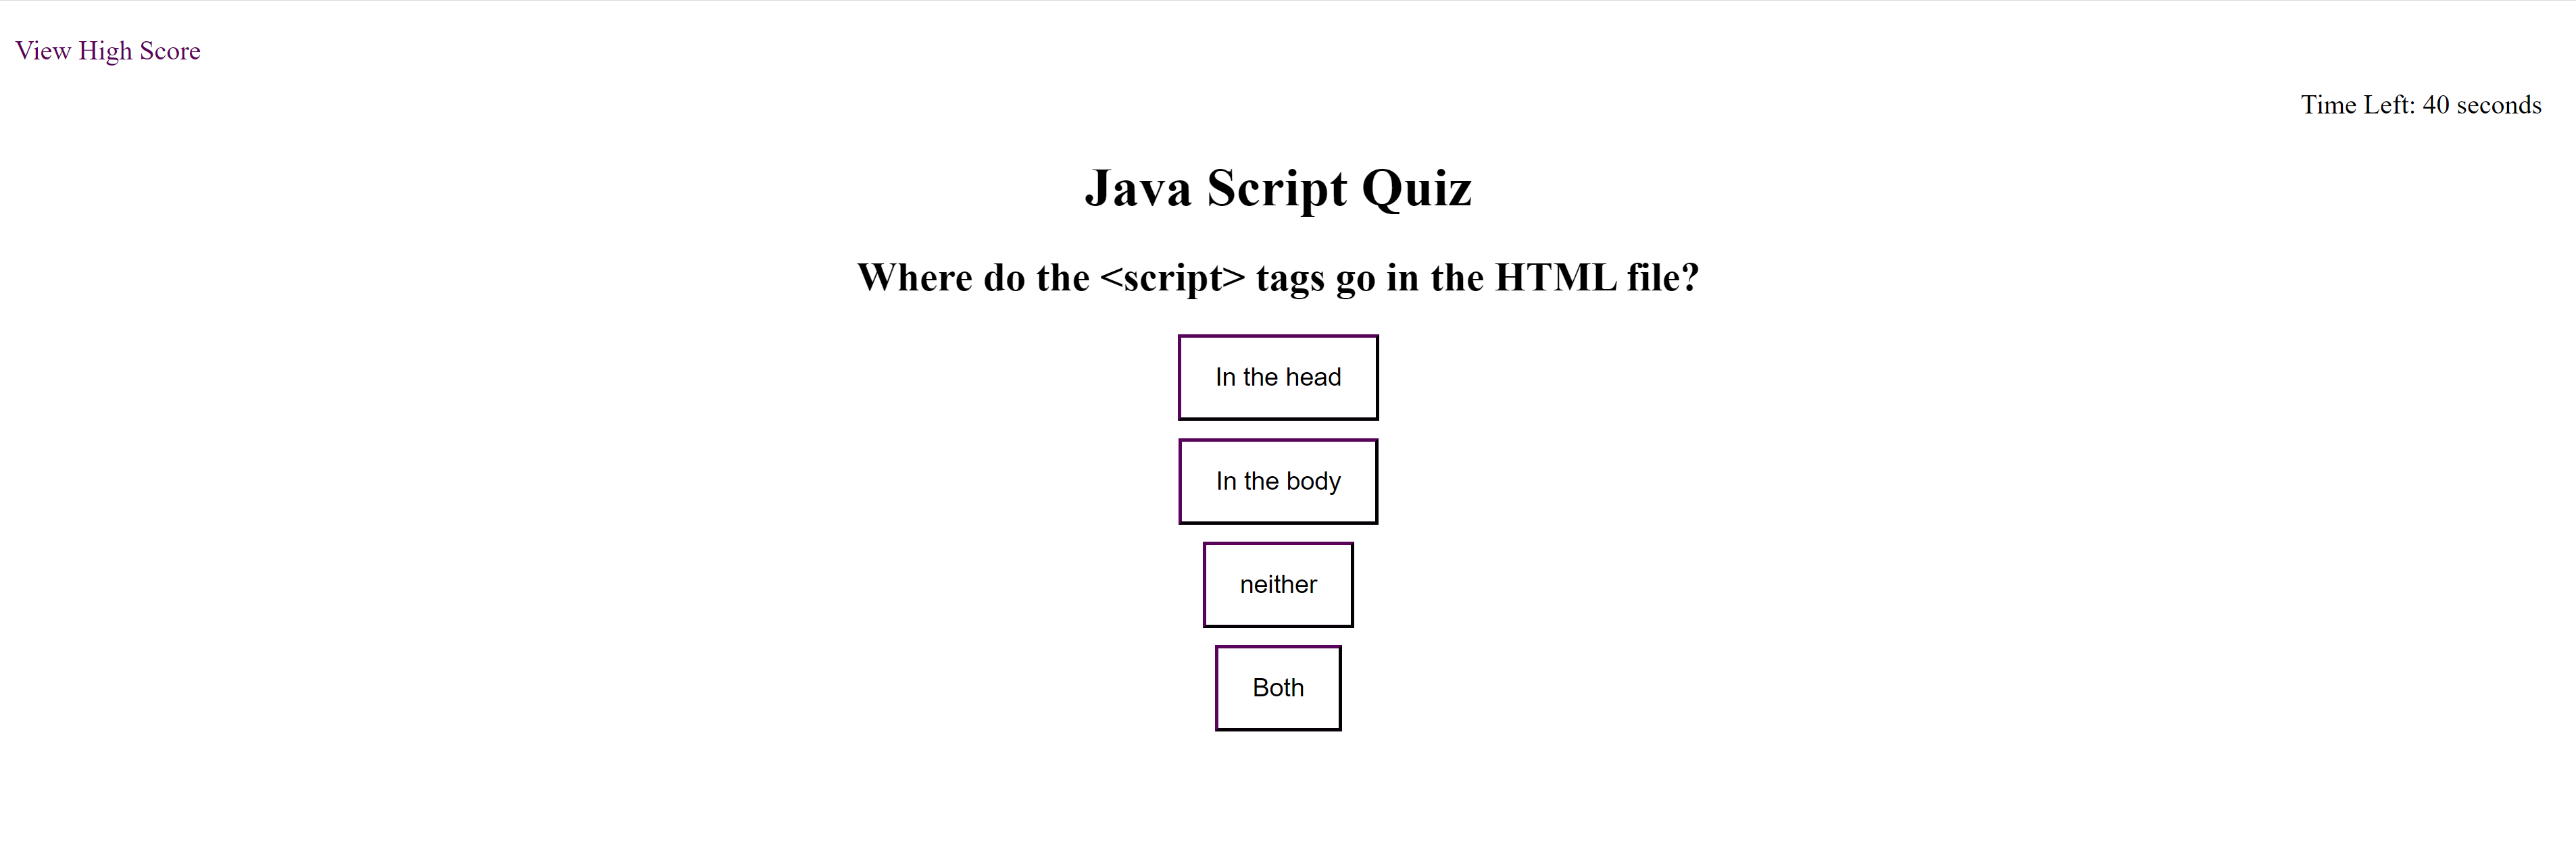 View High Score
Time Left: 40 seconds
Java Script Quiz
Where do the <script> tags go in the HTML file?
In the head
In the body
neither
Both